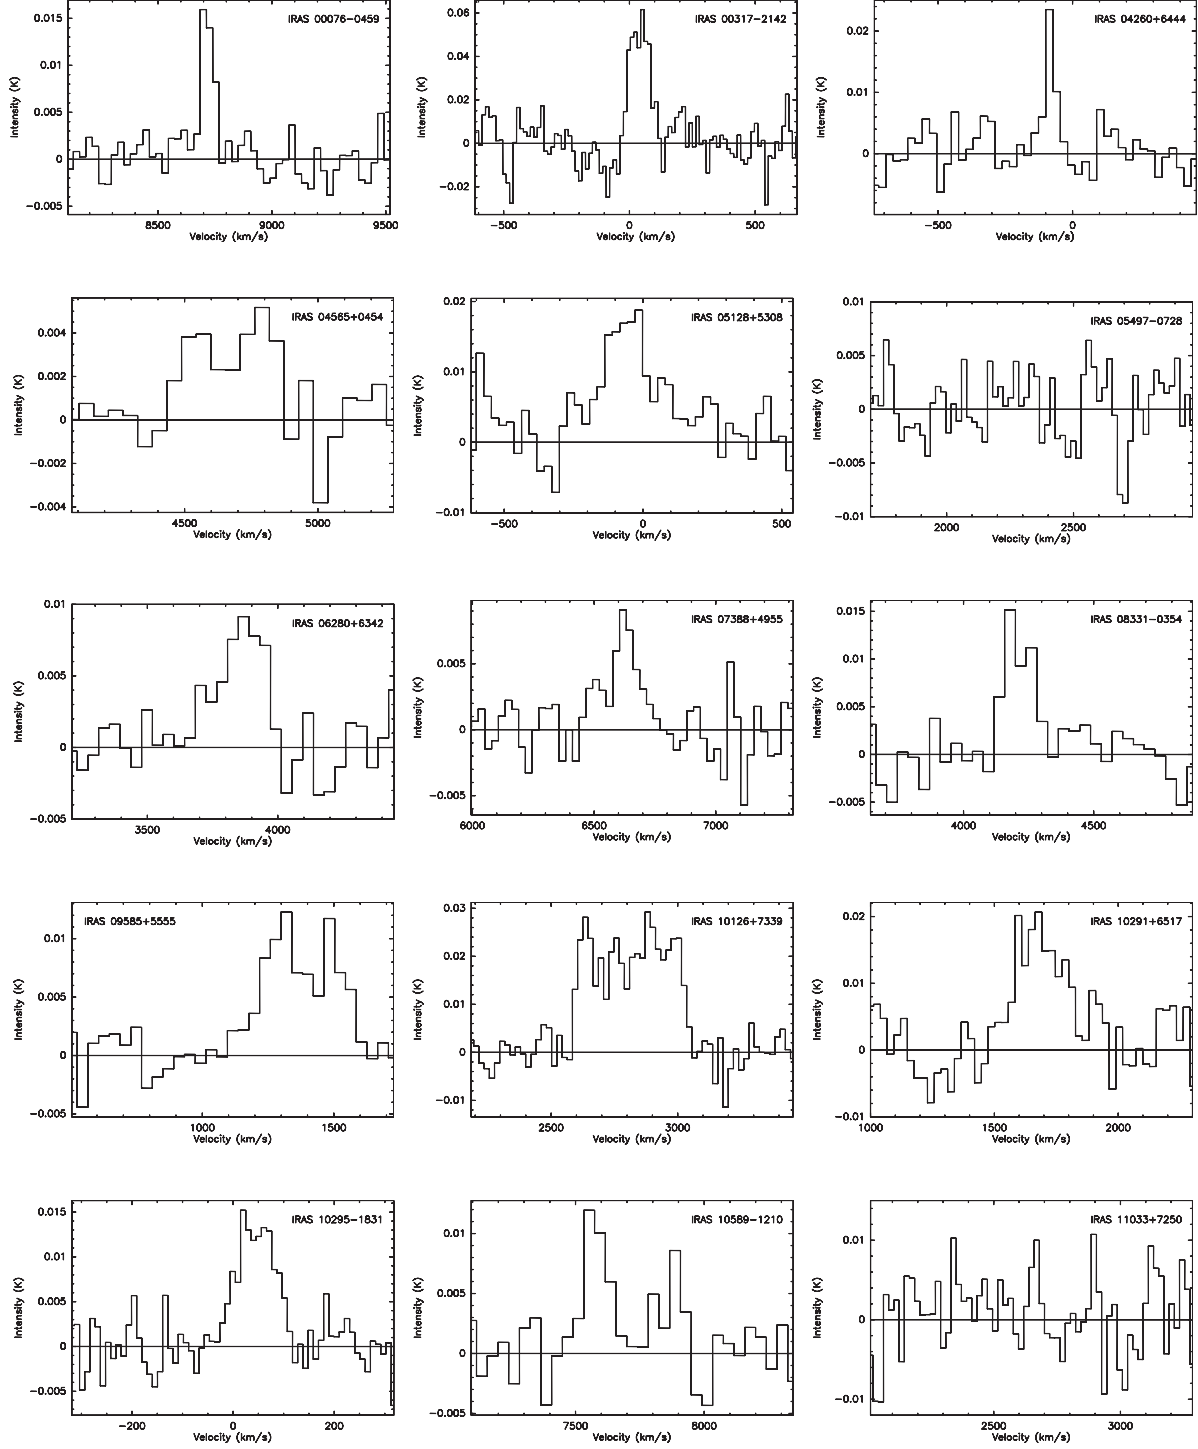 IRAS 00076−0459
0.015
0.01
0.005
0
−0.005
Intensity (K)
8500 9000 9500
Velocity (km/s)
IRAS 00317−2142
0.06
0.04
0.02
0
−0.02
Intensity (K)
−500 0 500
Velocity (km/s)
IRAS 04260+6444
0.02
0.01
0
Intensity (K)
−500 0
Velocity (km/s)
IRAS 04565+0454
0.004
0.002
0
−0.002
−0.004
Intensity (K)
4500 5000
Velocity (km/s)
IRAS 05128+5308
0.02
0.01
0
−0.01
Intensity (K)
−500 0 500
Velocity (km/s)
IRAS 05497−0728
0.01
0.005
0
−0.005
−0.01
Intensity (K)
2000 2500
Velocity (km/s)
IRAS 06280+6342
0.01
0.005
0
−0.005
Intensity (K)
3500 4000
Velocity (km/s)
IRAS 07388+4955
0.005
0
−0.005
Intensity (K)
6000 6500 7000
Velocity (km/s)
IRAS 08331−0354
0.015
0.01
0.005
0
−0.005
Intensity (K)
4000 4500
Velocity (km/s)
IRAS 09585+5555
0.01
0.005
0
−0.005
Intensity (K)
1000 1500
Velocity (km/s)
IRAS 10126+7339
0.03
0.02
0.01
0
−0.01
Intensity (K)
2500 3000
Velocity (km/s)
IRAS 10291+6517
0.02
0.01
0
−0.01
Intensity (K)
1000 1500 2000
Velocity (km/s)
IRAS 10295−1831
0.015
0.01
0.005
0
−0.005
Intensity (K)
−200 0 200
Velocity (km/s)
IRAS 10589−1210
0.01
0.005
0
−0.005
Intensity (K)
7500 8000
Velocity (km/s)
IRAS 11033+7250
0.01
0
−0.01
Intensity (K)
2500 3000
Velocity (km/s)